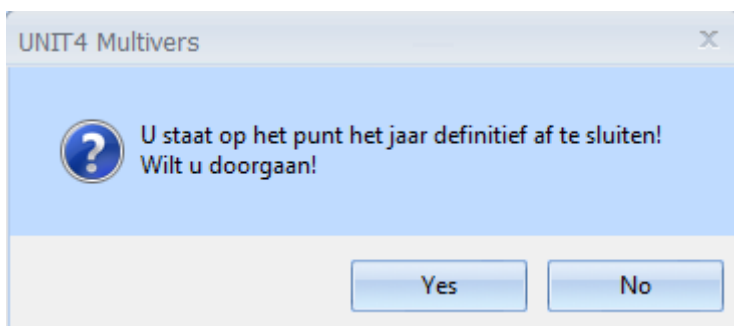 UNIT4 Multivers
U staat op het punt het jaar definitief af te sluiten!
Wilt u doorgaan!
Yes
No